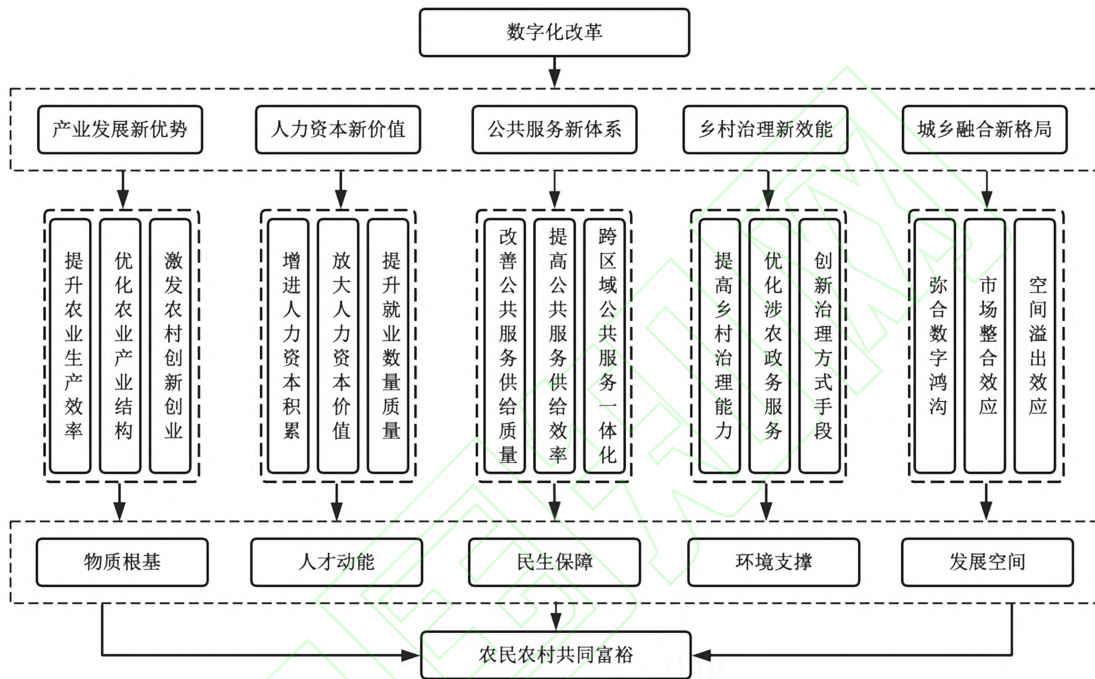 数字化改革
产业发展新优势
人力资本新价值
公共服务新体系
乡村治理新效能
城乡融合新格局
提升农业生产效率
优化农业产业结构
激发农村创新创业
增进人力资本积累
放大人力资本价值
提升就业数量质量
改善公共服务供给质量
提高公共服务供给效率
跨区域公共服务一体化
提高乡村治理能力
优化涉农政务服务
创新治理方式手段
弥合数字鸿沟
市场整合效应
空间溢出效应
物质根基
人才动能
民生保障
环境支撑
发展空间
农民农村共同富裕